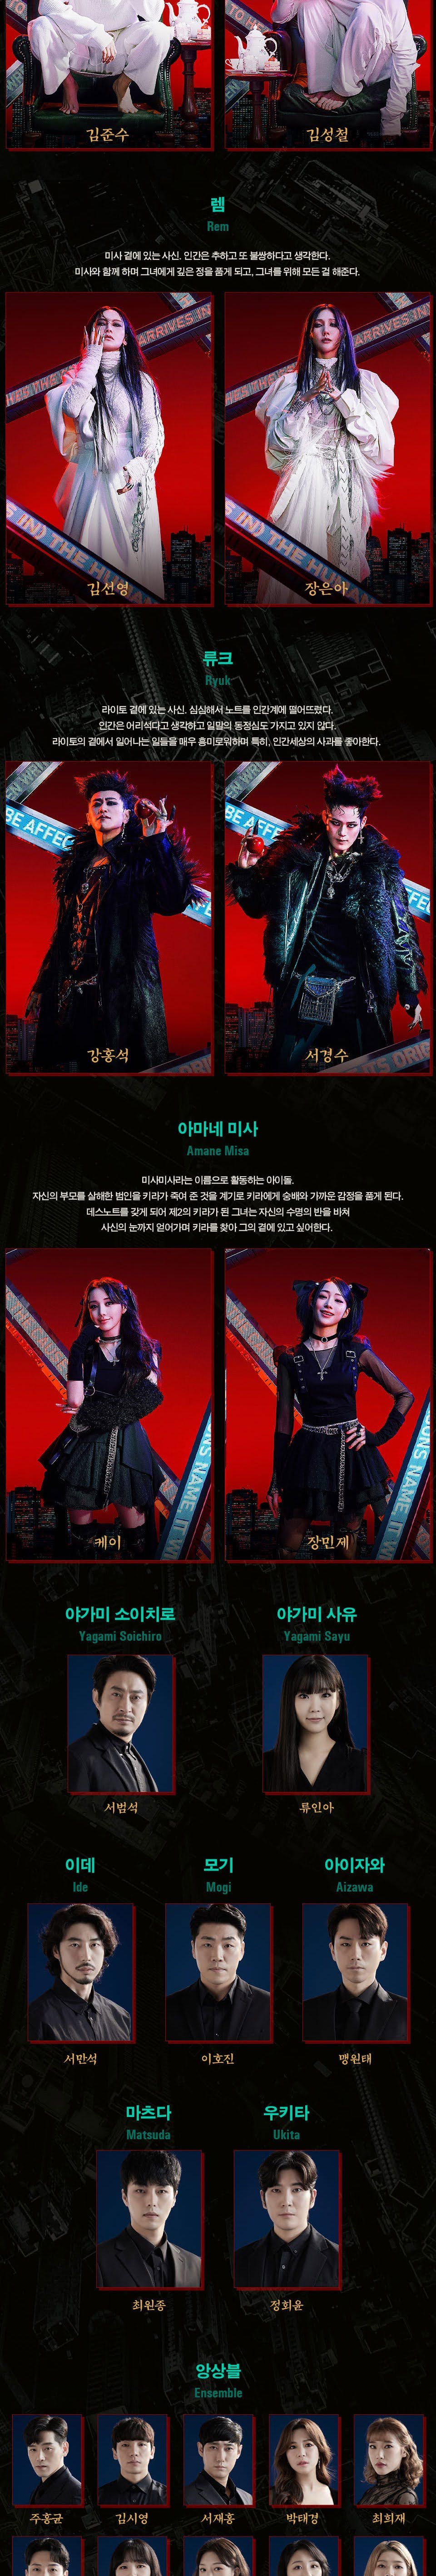 김준수
김성철
렘
Rem
미사 곁에 있는 사신. 인간은 추하고 또 불쌍하다고 생각한다.
미사와 함께 하며 그녀에게 깊은 정을 품게 되고, 그녀를 위해 모든 걸 해준다.
김선영
장은아
류크
Ryuk
라이토 곁에 있는 사신. 심심해서 노트를 인간계에 떨어뜨렸다.
인간은 어리석다고 생각하고 일말의 동정심도 가지고 있지 않다.
라이토의 곁에서 일어나는 일들을 매우 흥미로워하며 특히, 인간세상의 사과를 좋아한다.
BE AFFEC
강홍석
서경수
아마네 미사
Amane Misa
미사미사라는 이름으로 활동하는 아이돌.
자신의 부모를 살해한 범인을 키라가 죽여 준 것을 계기로 키라에게 숭배와 가까운 감정을 품게 된다.
데스노트를 갖게 되어 제2의 키라가 된 그녀는 자신의 수명의 반을 바쳐
사신의 눈까지 얻어가며 키라를 찾아 그의 곁에 있고 싶어한다.
케이
장민제
야가미 소이치로
야가미 사유
Yagami Soichiro
Yagami Sayu
서범석
류인아
이데
모기
아이자와
Ide
Mogi
Aizawa
서만석
이호진
맹원태
마츠다
우키타
Matsuda
Ukita
최원종
정회윤
앙상블
Ensemble
주홍균
김시영
서재홍
박태경
최희재